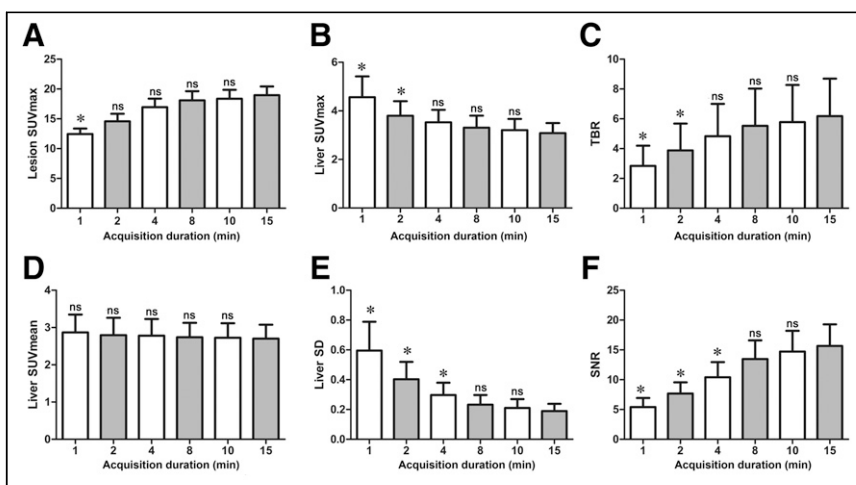 A
Lesion SUVmax
25
20
15
10
5
0
*
ns
ns
ns
ns
1 2 4 8 10 15
Acquisition duration (min)
B
Liver SUVmax
6
4
2
0
*
*
ns
ns
ns
1 2 4 8 10 15
Acquisition duration (min)
C
TBR
10
8
6
4
2
0
*
*
ns
ns
ns
1 2 4 8 10 15
Acquisition duration (min)
D
Liver SUVmean
4
3
2
1
0
ns
ns
ns
ns
ns
1 2 4 8 10 15
Acquisition duration (min)
E
Liver SD
1.0
0.8
0.6
0.4
0.2
0.0
*
*
*
ns
ns
1 2 4 8 10 15
Acquisition duration (min)
F
SNR
25
20
15
10
5
0
*
*
*
ns
ns
1 2 4 8 10 15
Acquisition duration (min)